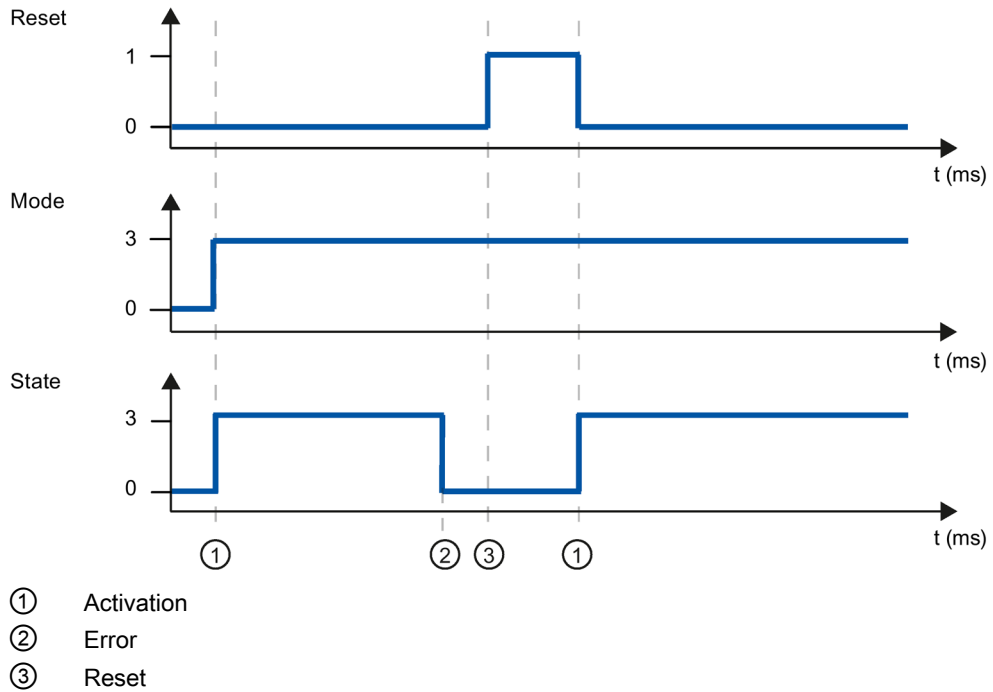 Reset
1
0
t (ms)
Mode
3
0
t (ms)
State
3
0
t (ms)
① ② ③ ①
① Activation
② Error
③ Reset